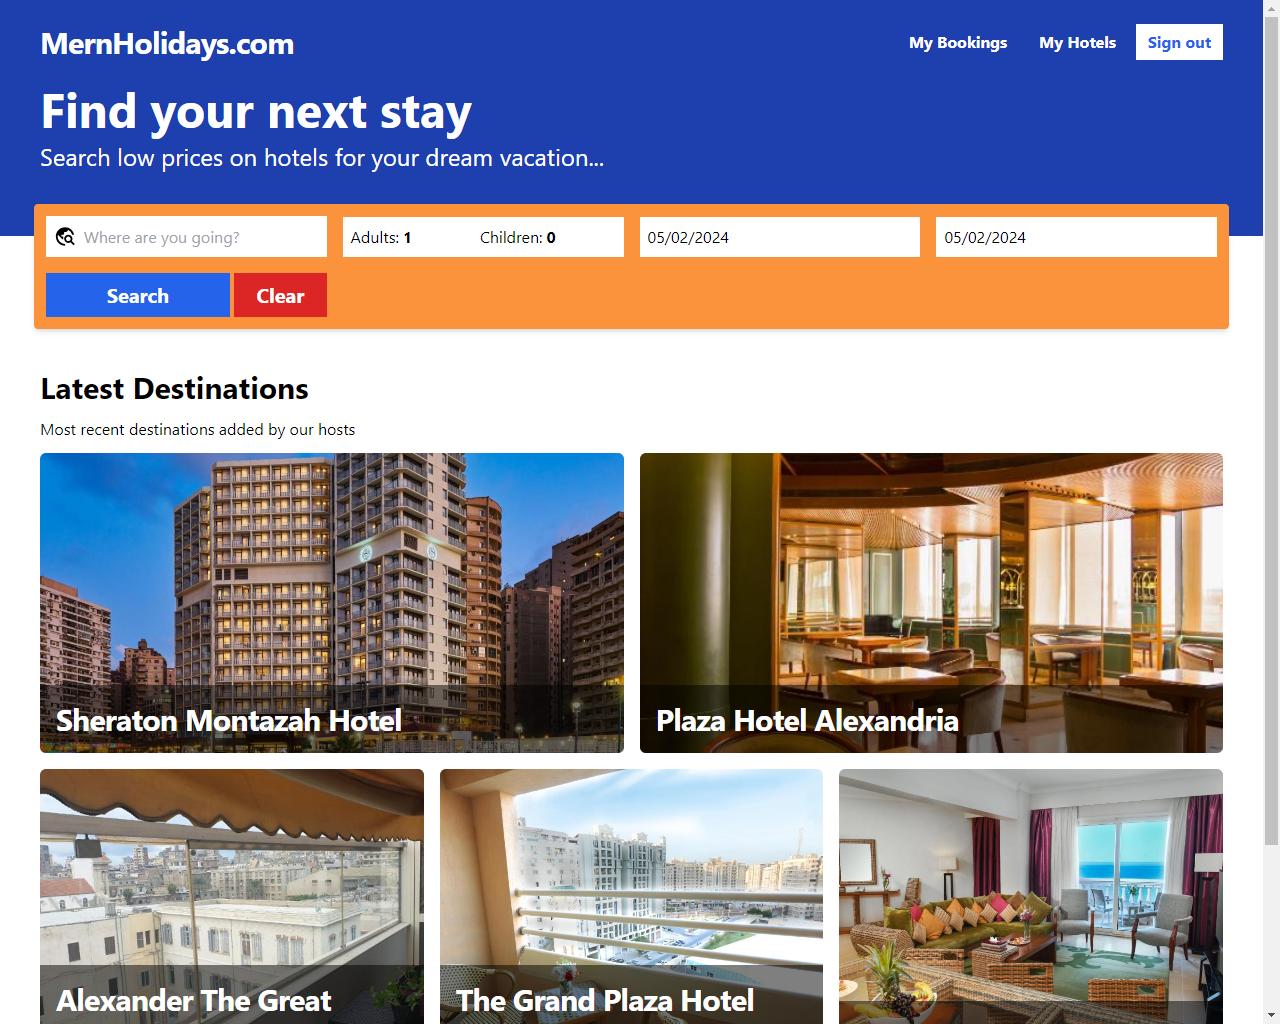 MernHolidays.com
My Bookings
My Hotels
Sign out
Find your next stay
Search low prices on hotels for your dream vacation...
Where are you going?
Adults: 1
Children: 0
05/02/2024
05/02/2024
Search
Clear
Latest Destinations
Most recent destinations added by our hosts
Sheraton Montazah Hotel
Plaza Hotel Alexandria
Alexander The Great
The Grand Plaza Hotel